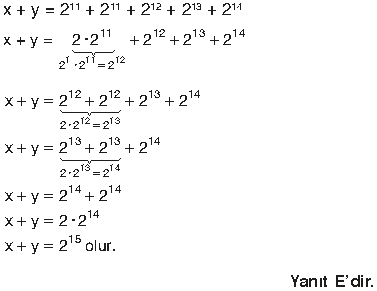 x + y = 2¹¹ + 2¹¹ + 2¹² + 2¹³ + 2¹⁴
x + y = 2 · 2¹¹ + 2¹² + 2¹³ + 2¹⁴
2¹ · 2¹¹ = 2¹²
x + y = 2¹² + 2¹² + 2¹³ + 2¹⁴
2 · 2¹² = 2¹³
x + y = 2¹³ + 2¹³ + 2¹⁴
2 · 2¹³ = 2¹⁴
x + y = 2¹⁴ + 2¹⁴
x + y = 2 · 2¹⁴
x + y = 2¹⁵ olur.
Yanıt E'dir.